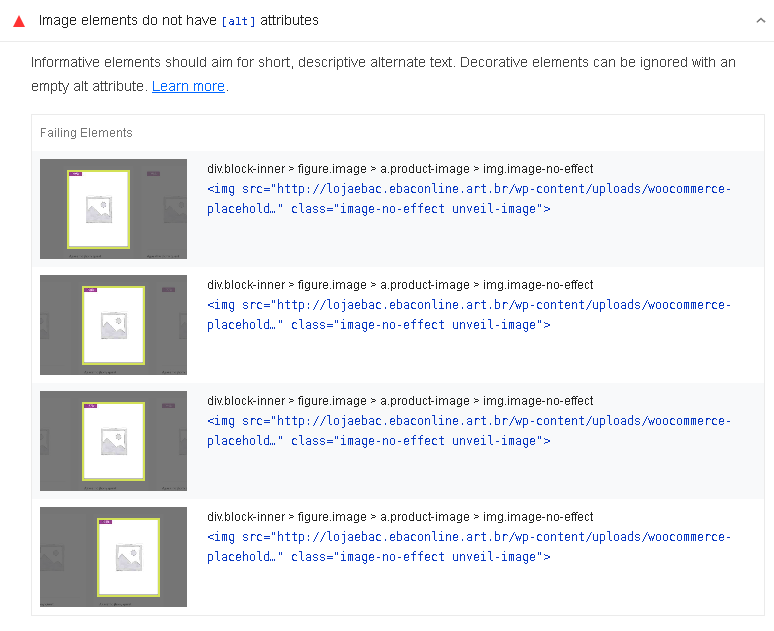 Image elements do not have [alt] attributes
Informative elements should aim for short, descriptive alternate text. Decorative elements can be ignored with an
empty alt attribute. Learn more.
Failing Elements
div.block-inner > figure.image > a.product-image > img.image-no-effect
<img src="http://lojaebac.ebaconline.art.br/wp-content/uploads/woocommerce-
placehold…" class="image-no-effect unveil-image">
div.block-inner > figure.image > a.product-image > img.image-no-effect
<img src="http://lojaebac.ebaconline.art.br/wp-content/uploads/woocommerce-
placehold…" class="image-no-effect unveil-image">
div.block-inner > figure.image > a.product-image > img.image-no-effect
<img src="http://lojaebac.ebaconline.art.br/wp-content/uploads/woocommerce-
placehold…" class="image-no-effect unveil-image">
div.block-inner > figure.image > a.product-image > img.image-no-effect
<img src="http://lojaebac.ebaconline.art.br/wp-content/uploads/woocommerce-
placehold…" class="image-no-effect unveil-image">